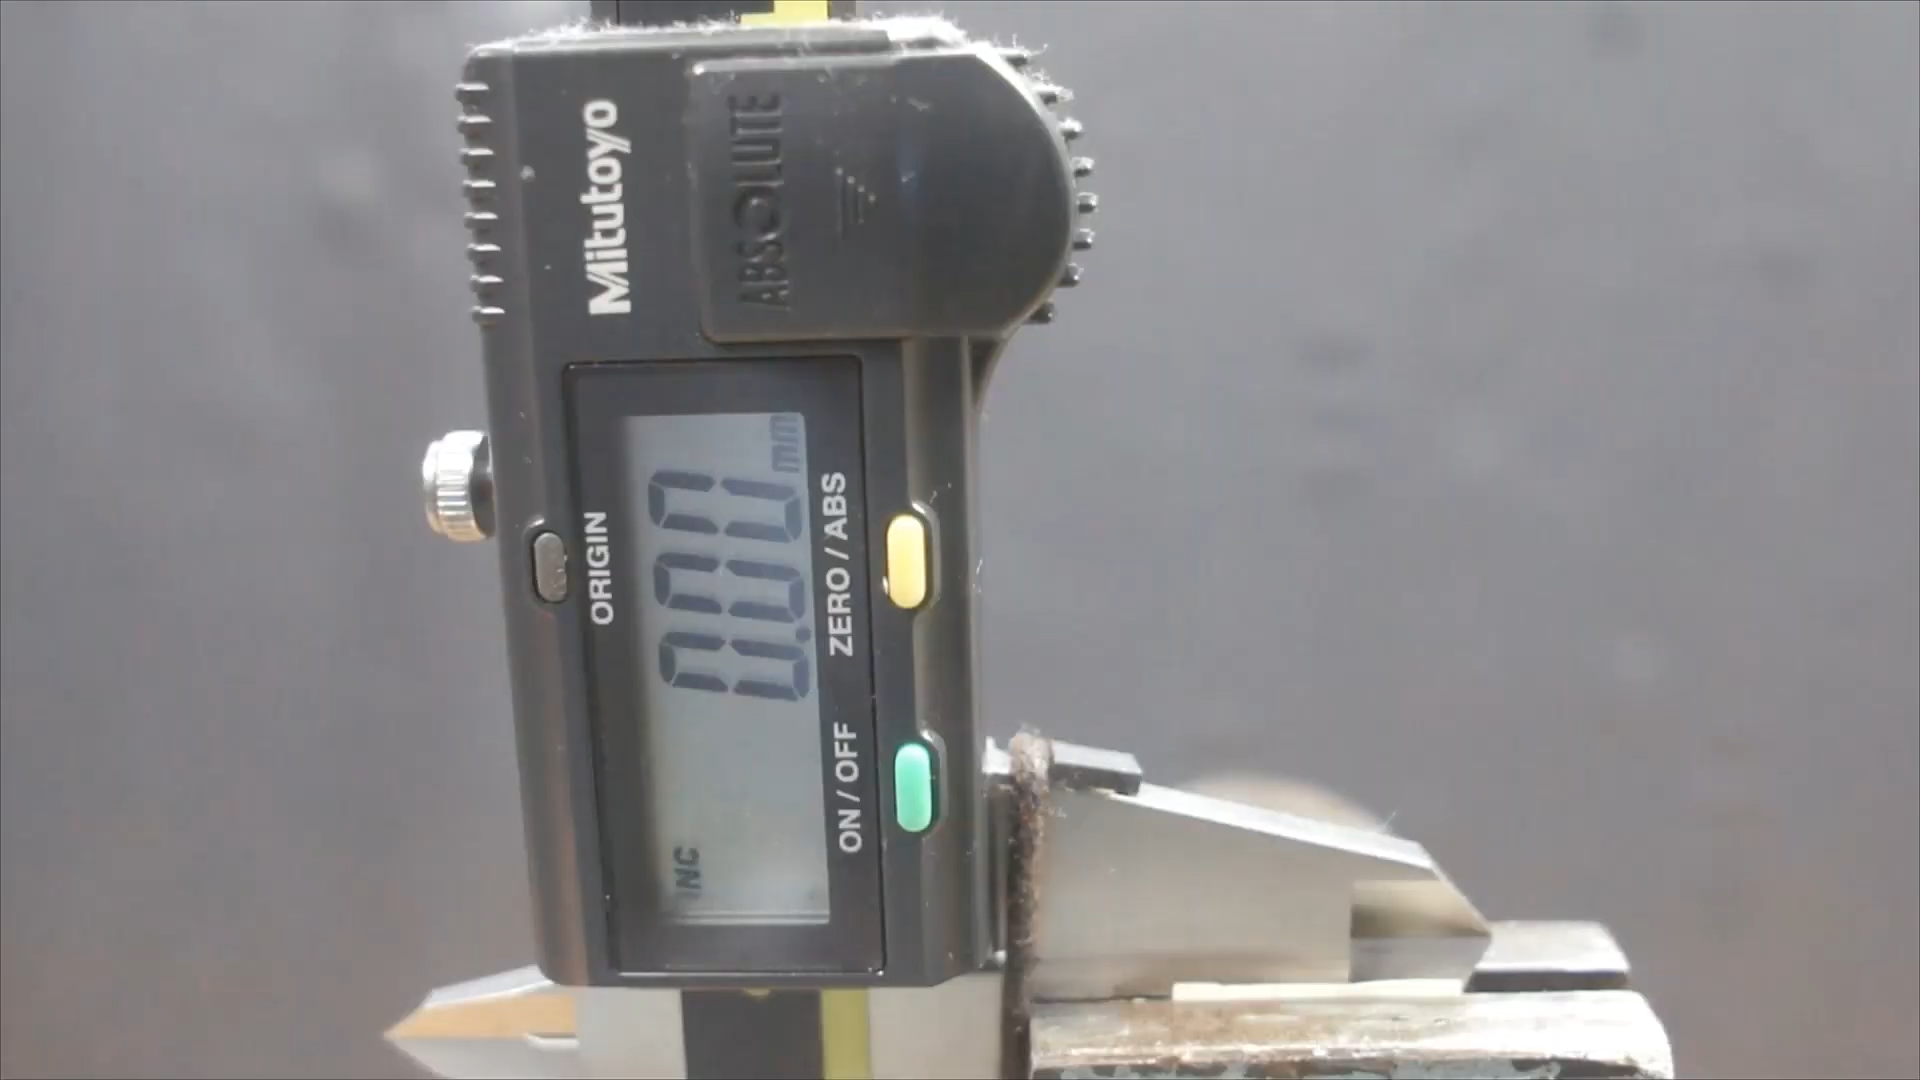 Mitutoyo
ABSOLUTE
ORIGIN
INC
0.00 mm
ON / OFF
ZERO / ABS